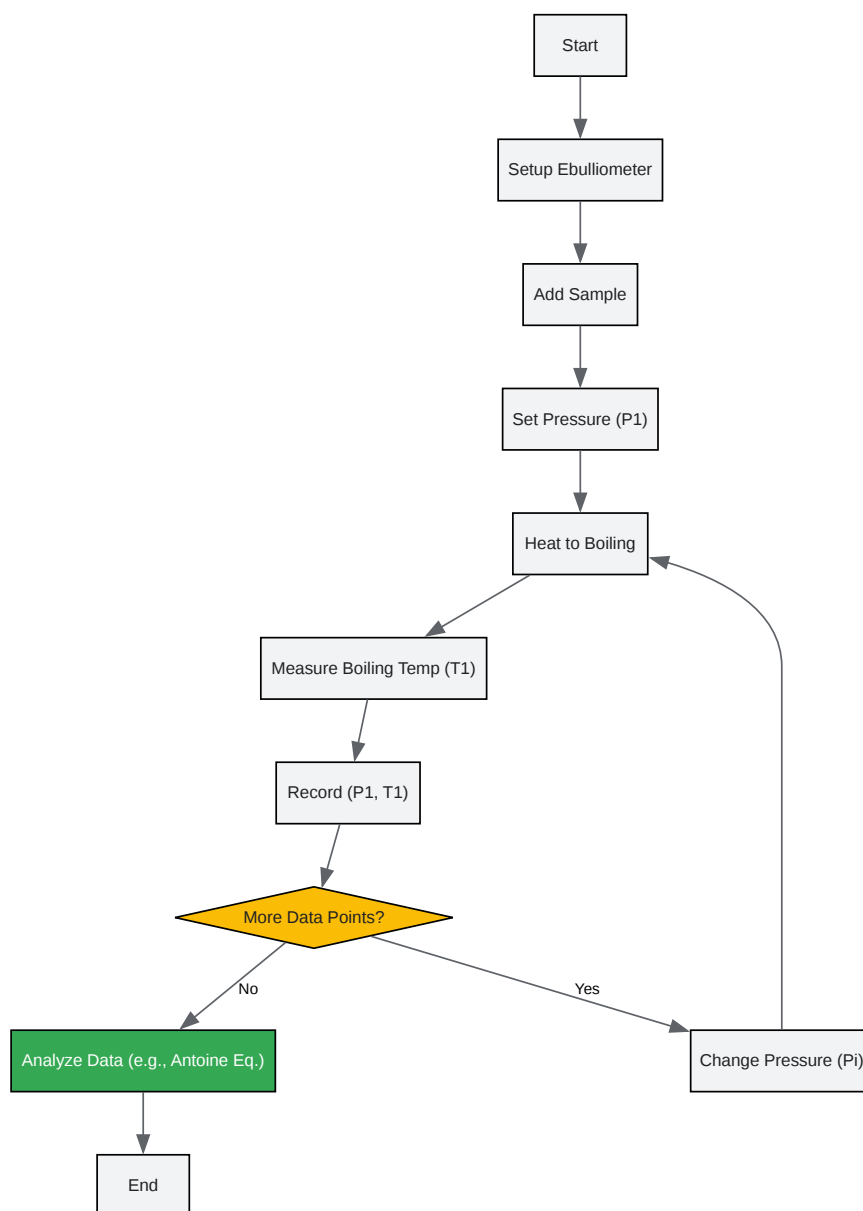 Start
Setup Ebulliometer
Add Sample
Set Pressure (P1)
Heat to Boiling
Measure Boiling Temp (T1)
Record (P1, T1)
More Data Points?
No
Yes
Analyze Data (e.g., Antoine Eq.)
Change Pressure (Pi)
End